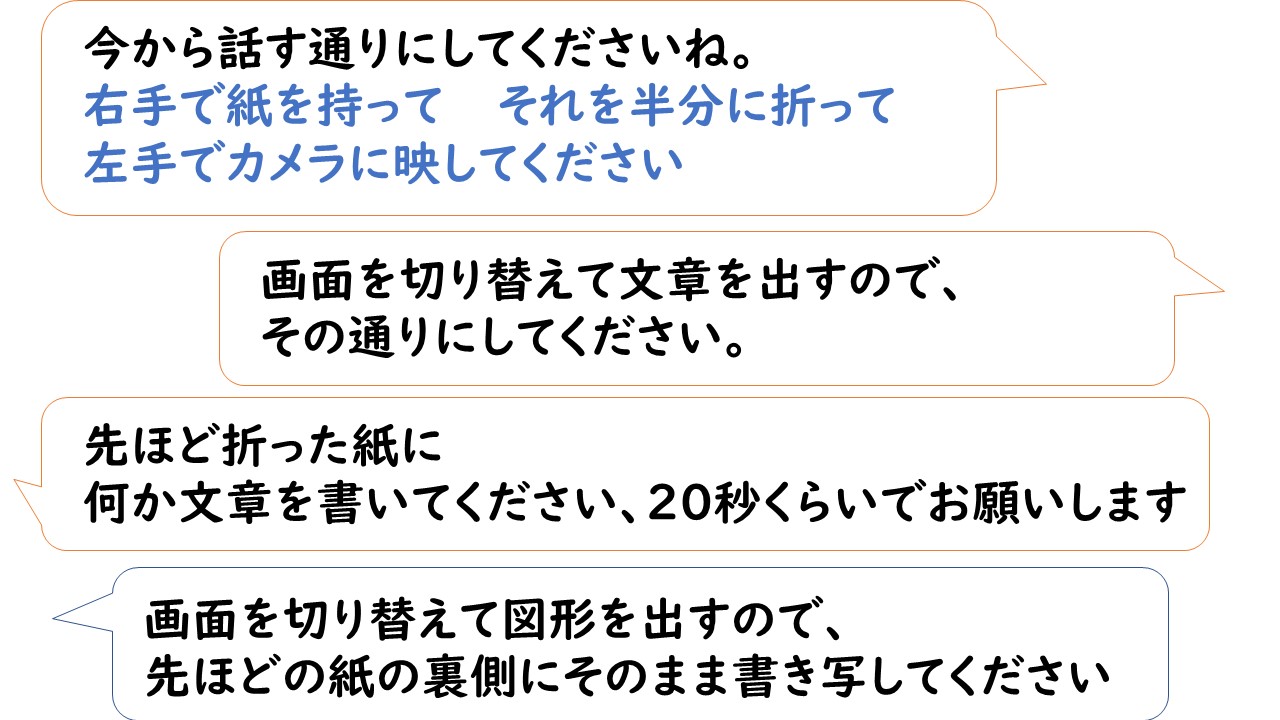 今から話す通りにしてくださいね。
右手で紙を持って　それを半分に折って
左手でカメラに映してください
画面を切り替えて文章を出すので、
その通りにしてください。
先ほど折った紙に
何か文章を書いてください、20秒くらいでお願いします
画面を切り替えて図形を出すので、
先ほどの紙の裏側にそのまま書き写してください